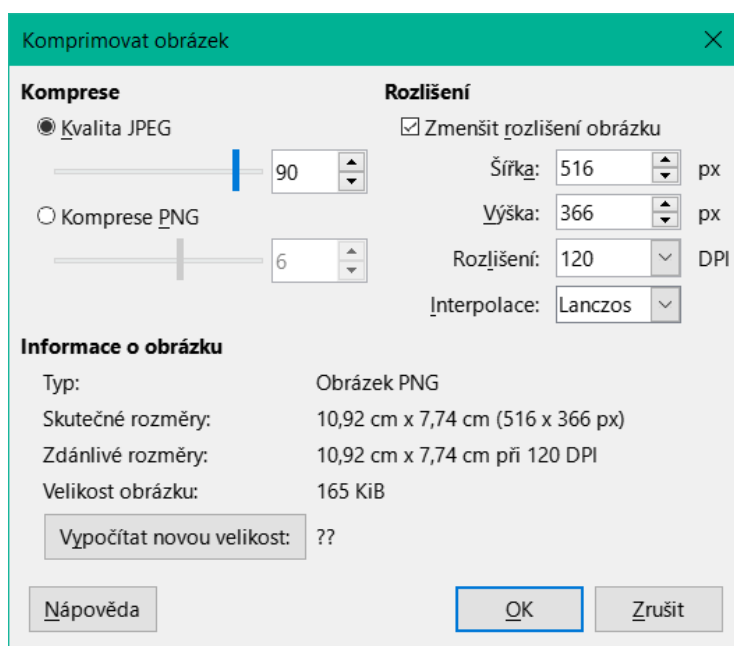 Komprimovat obrázek
Komprese
Kvalita JPEG
90
Komprese PNG
6
Rozlišení
Zmenšit rozlišení obrázku
Šířka: 516 px
Výška: 366 px
Rozlišení: 120 DPI
Interpolace: Lanczos
Informace o obrázku
Typ: Obrázek PNG
Skutečné rozměry: 10,92 cm x 7,74 cm (516 x 366 px)
Zdánlivé rozměry: 10,92 cm x 7,74 cm při 120 DPI
Velikost obrázku: 165 KiB
Vypočítat novou velikost: ??
Nápověda OK Zrušit